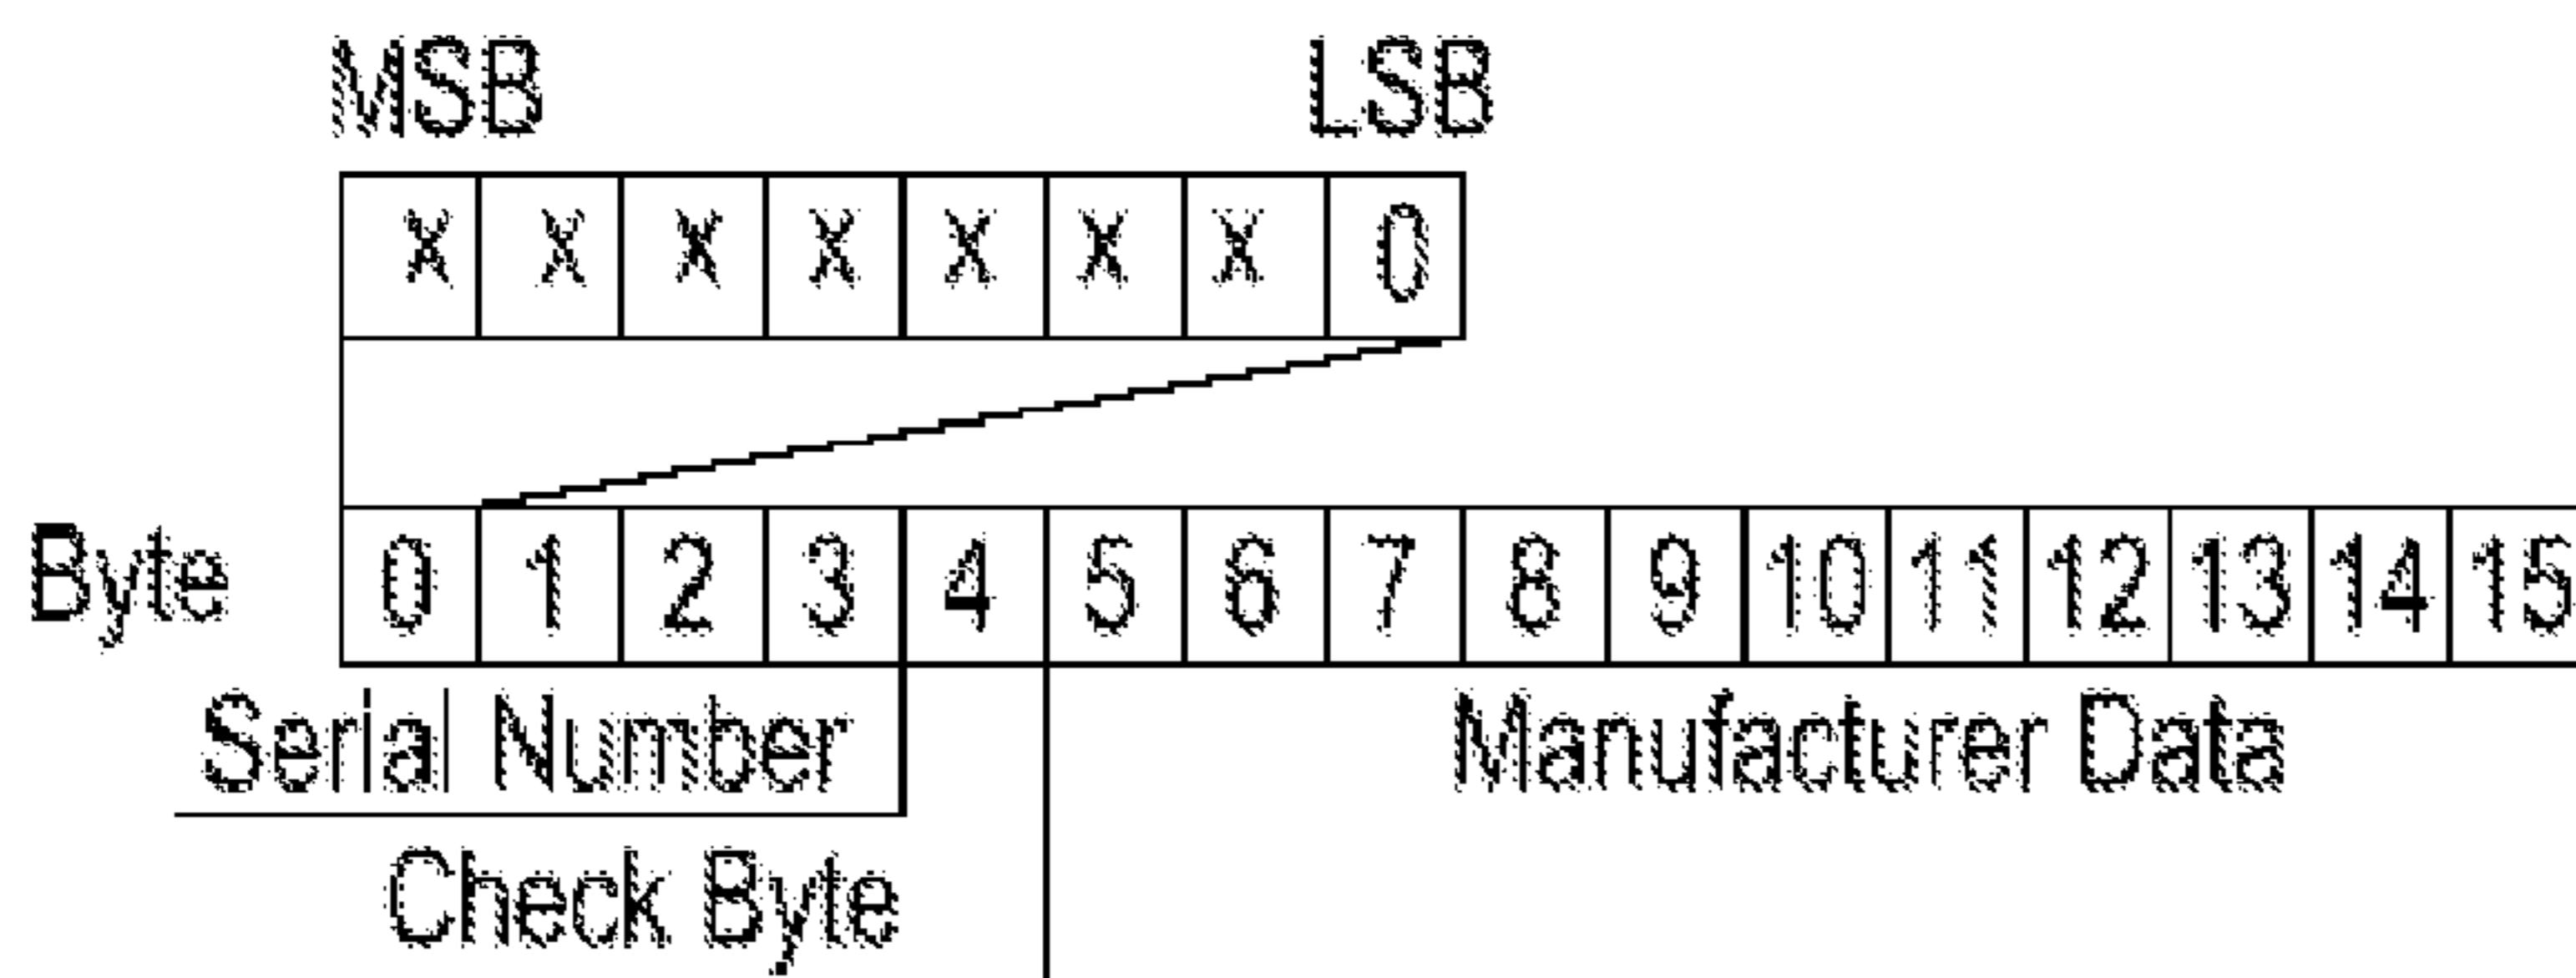 MSB LSB
x x x x x x x 0
Byte 0 1 2 3 4 5 6 7 8 9 10 11 12 13 14 15
Serial Number Manufacturer Data
Check Byte